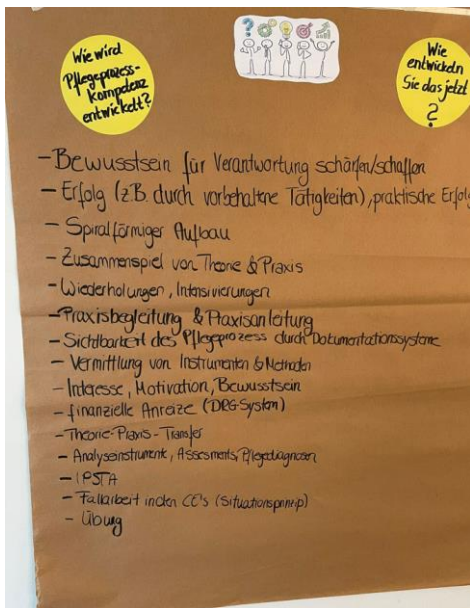 Wie wird
Pflegeprozess-
kompetenz
entwickelt?
Wie
entwickeln
Sie das jetzt
?
- Bewusstsein für Verantwortung schärfen/schaffen
- Erfolg (z.B. durch vorbehaltene Tätigkeiten), praktische Erfolg
- Spiralförmiger Aufbau
- Zusammenspiel von Theorie & Praxis
- Wiederholungen, Intensivierungen
- Praxisbegleitung & Praxisanleitung
- Sichtbarkeit des Pflegeprozess durch Dokumentationssysteme
- Vermittlung von Instrumenten & Methoden
- Interesse, Motivation, Bewusstsein
- finanzielle Anreize (DRG-System)
- Theorie-Praxis-Transfer
- Analyseinstrumente, Assesments, Pflegediagnosen
- IPSTA
- Fallarbeit in den CE's (Situationsprinzip)
- Übung